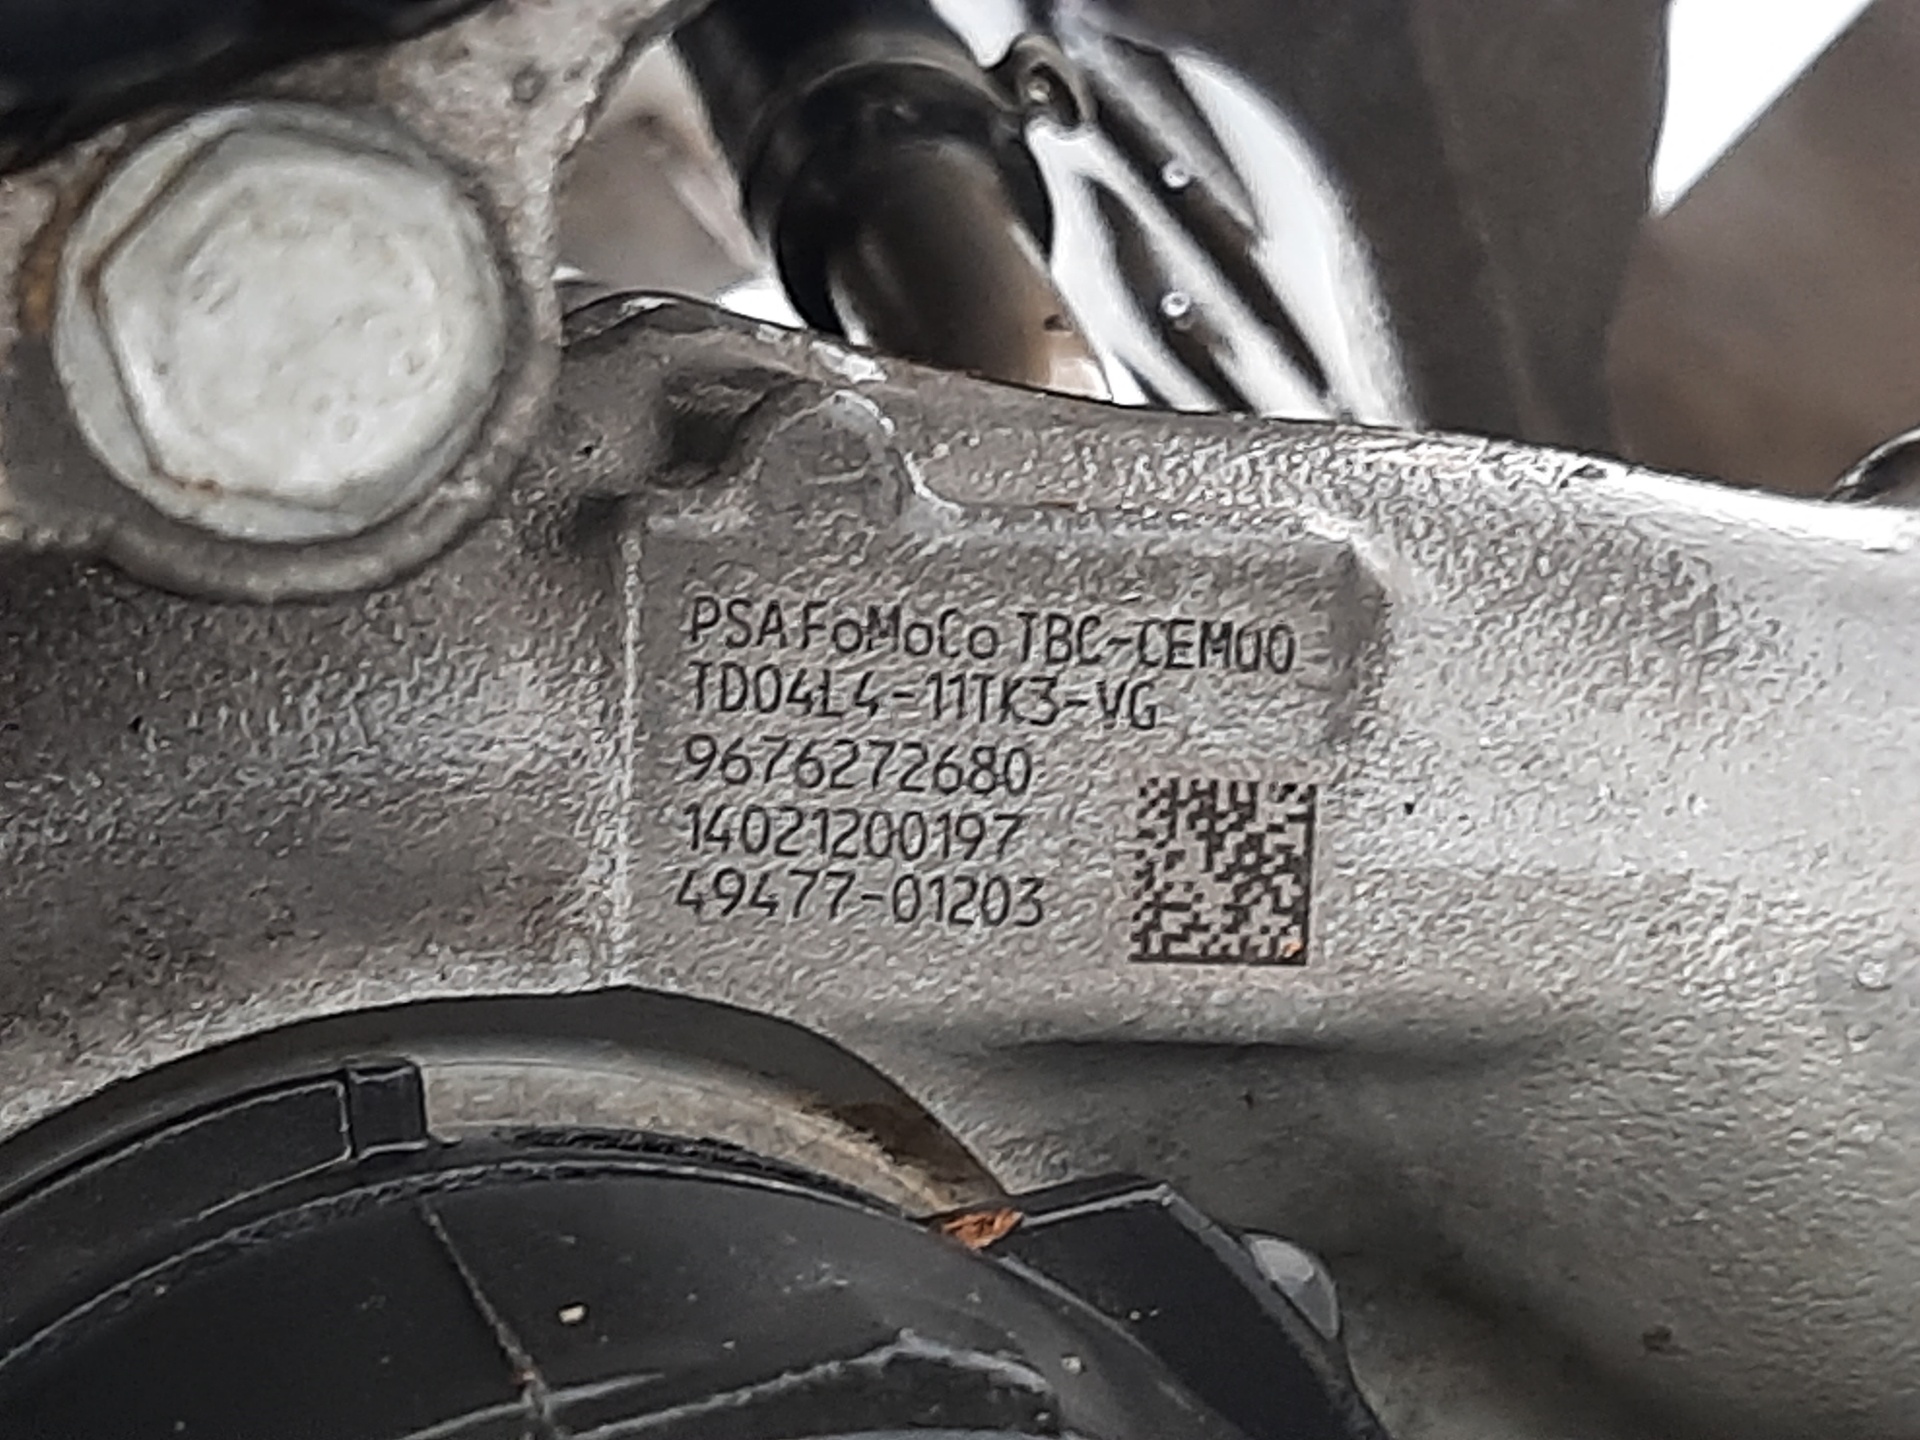 PSA FoMoCo TBC-CEM00
TD04L4-11TK3-VG
9676272680
14021200197
49477-01203